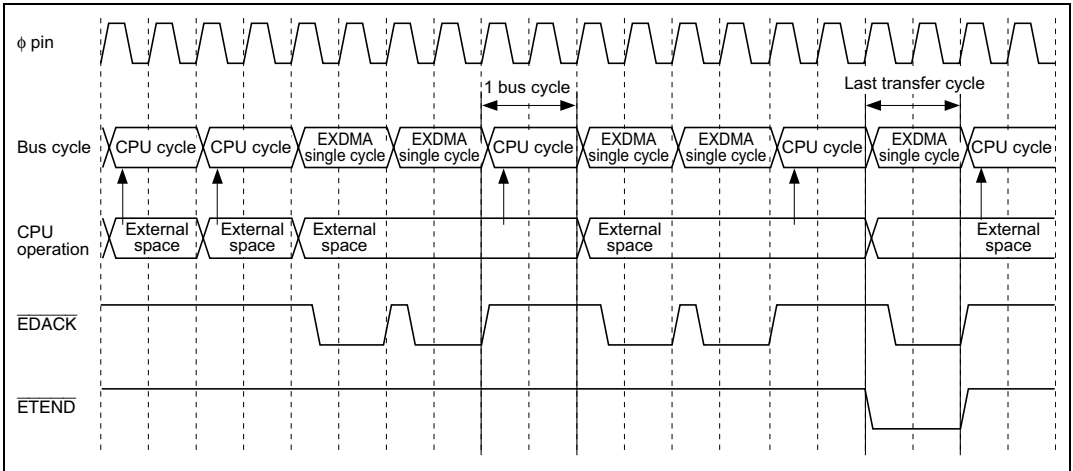 φ pin
1 bus cycle
Last transfer cycle
Bus cycle
CPU cycle
CPU cycle
EXDMA
single cycle
EXDMA
single cycle
CPU cycle
EXDMA
single cycle
EXDMA
single cycle
CPU cycle
EXDMA
single cycle
CPU cycle
CPU
operation
External
space
External
space
External
space
External
space
External
space
EDACK
ETEND